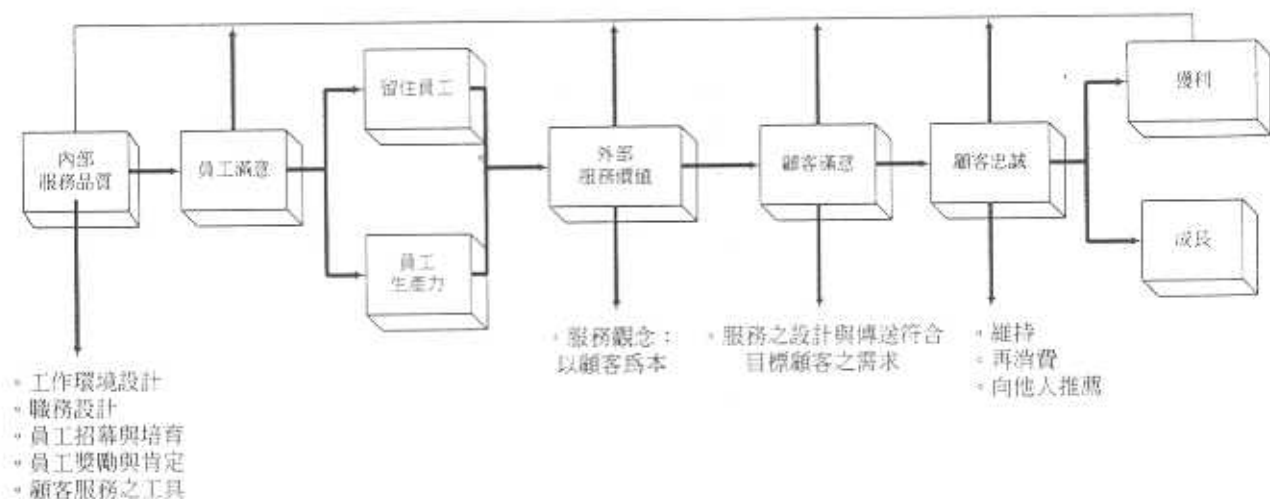 留住員工
獲利
內部
服務品質
員工滿意
外部
服務價值
顧客滿意
顧客忠誠
員工
生產力
成長
。服務觀念：
以顧客爲本
。服務之設計與傳送符合
目標顧客之需求
。維持
。再消費
。向他人推薦
。工作環境設計
。職務設計
。員工招募與培育
。員工獎勵與肯定
。顧客服務之工具